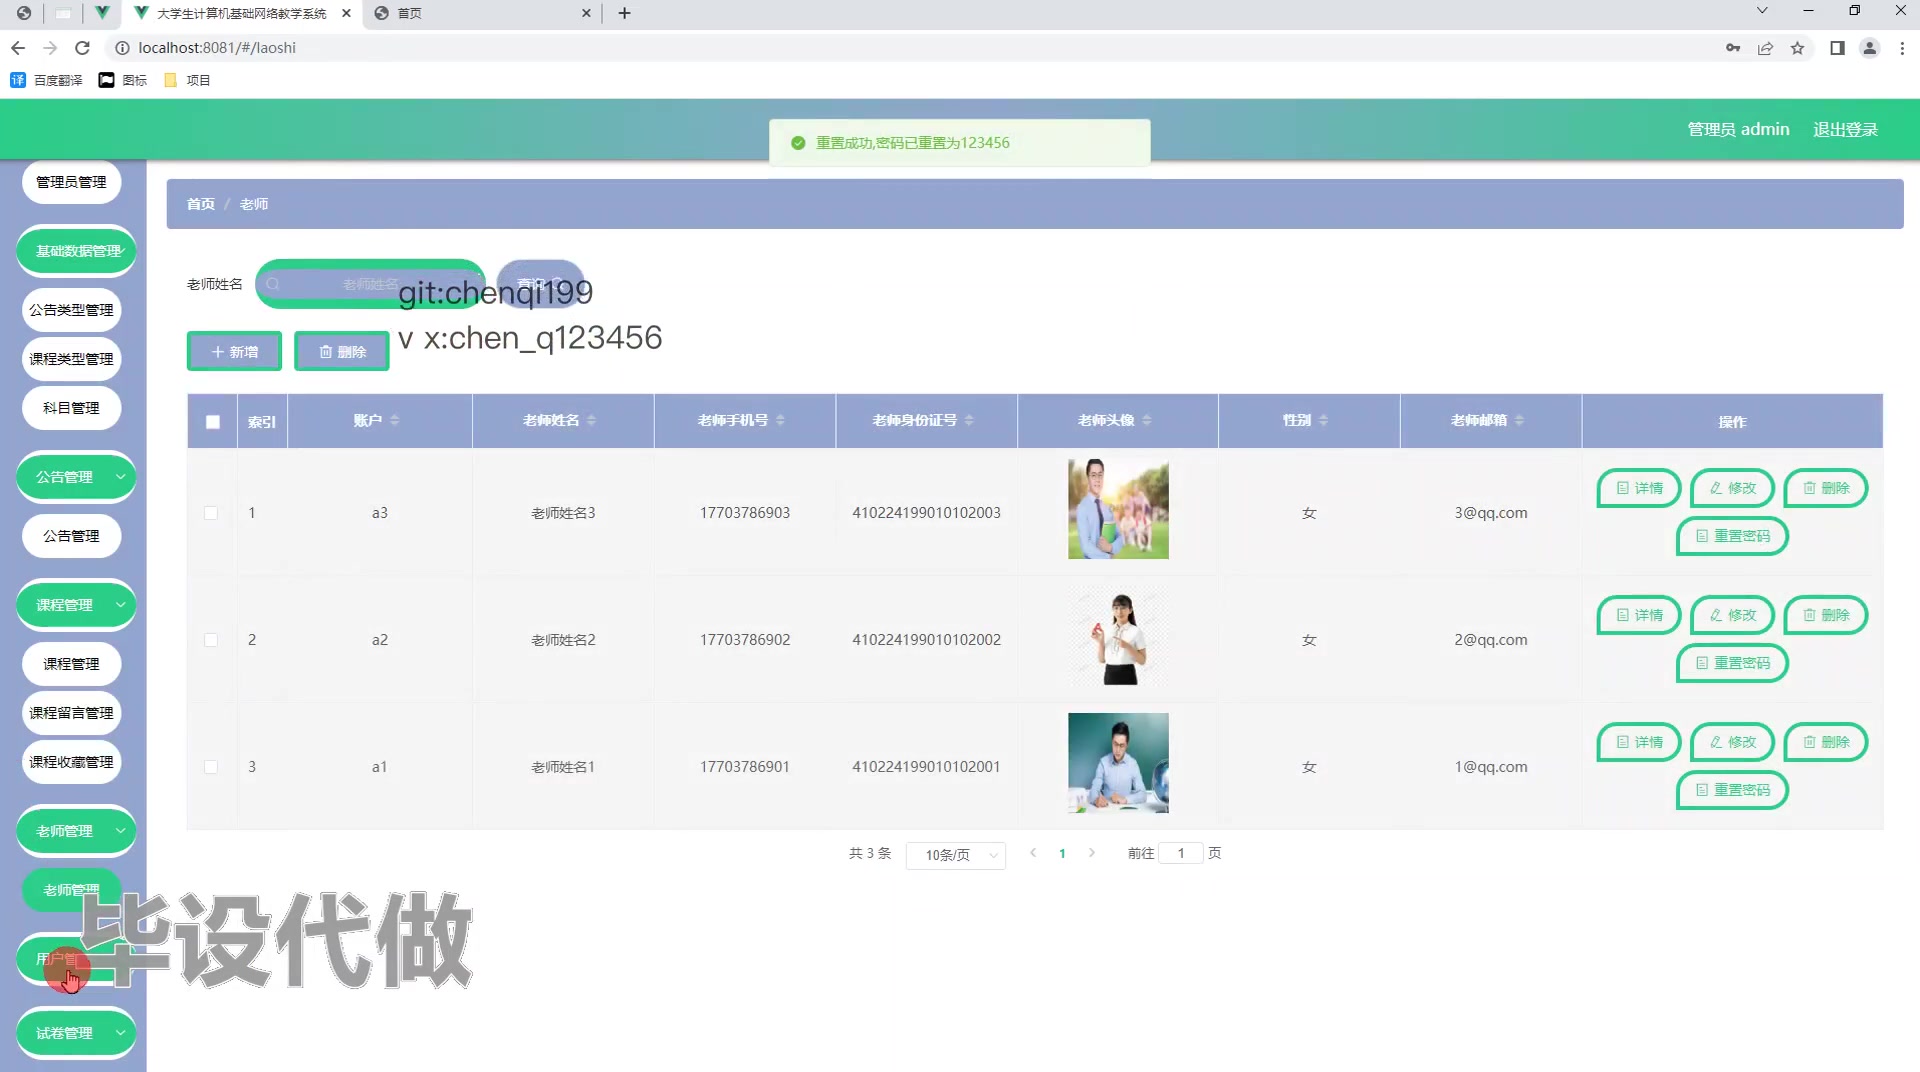 大学生计算机基础网络教学系统
首页
localhost:8081/#/laoshi
百度翻译
图标
项目
重置成功,密码已重置为123456
管理员 admin
退出登录
管理员管理
基础数据管理
公告类型管理
课程类型管理
科目管理
公告管理
公告管理
课程管理
课程管理
课程留言管理
课程收藏管理
老师管理
老师管理
试卷管理
首页 / 老师
老师姓名
老师姓名
查询
git:chenqi199
v x:chen_q123456
新增
删除
索引 账户 老师姓名 老师手机号 老师身份证号 老师头像 性别 老师邮箱 操作
1 a3 老师姓名3 17703786903 410224199010102003 女 3@qq.com
详情 修改 删除
重置密码
2 a2 老师姓名2 17703786902 410224199010102002 女 2@qq.com
详情 修改 删除
重置密码
3 a1 老师姓名1 17703786901 410224199010102001 女 1@qq.com
详情 修改 删除
重置密码
共 3 条 10条/页 1 前往 1 页
毕设代做